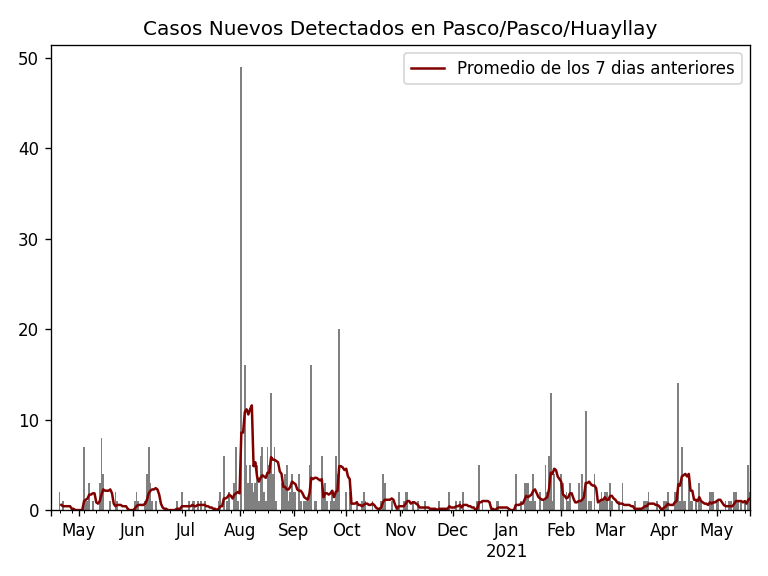 Casos Nuevos Detectados en Pasco/Pasco/Huayllay
Promedio de los 7 dias anteriores
50
40
30
20
10
0
May Jun Jul Aug Sep Oct Nov Dec Jan Feb Mar Apr May
2021